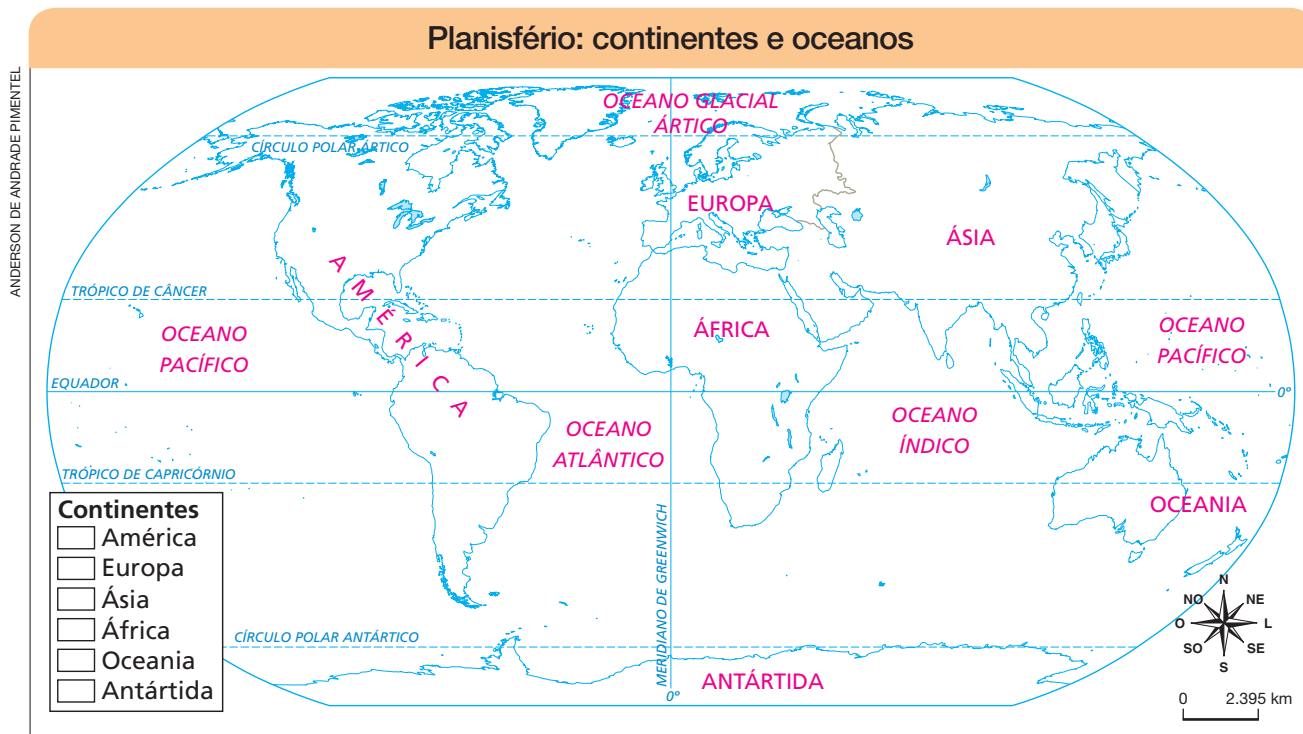 Planisfério: continentes e oceanos
ANDERSON DE ANDRADE PIMENTEL
OCEANO GLACIAL
ÁRTICO
CÍRCULO POLAR ÁRTICO
EUROPA
ÁSIA
AMÉRICA
TRÓPICO DE CÂNCER
OCEANO
PACÍFICO
ÁFRICA
OCEANO
PACÍFICO
EQUADOR
0º
OCEANO
ATLÂNTICO
OCEANO
ÍNDICO
TRÓPICO DE CAPRICÓRNIO
OCEANIA
MERIDIANO DE GREENWICH
0º
CÍRCULO POLAR ANTÁRTICO
ANTÁRTIDA
Continentes
América
Europa
Ásia
África
Oceania
Antártida
N
NO NE
O L
SO SE
S
0 2.395 km